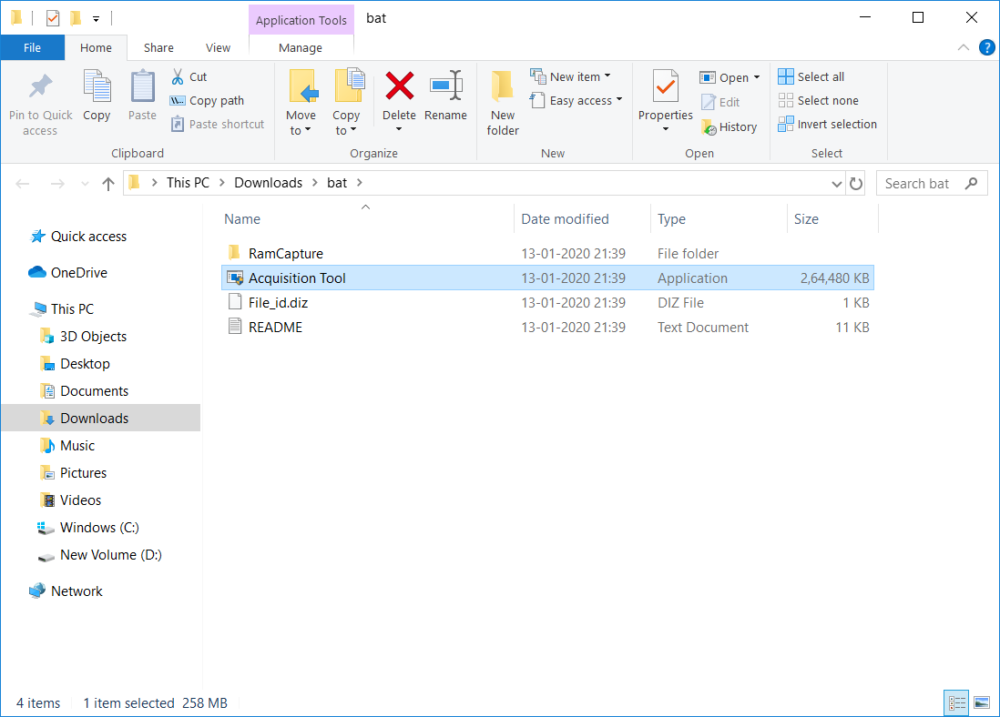 Application Tools bat
File Home Share View Manage
Pin to Quick access
Copy
Paste
Cut
Copy path
Paste shortcut
Clipboard
Move to
Copy to
Delete
Rename
Organize
New folder
New item
Easy access
New
Properties
Open
Edit
History
Open
Select all
Select none
Invert selection
Select
This PC > Downloads > bat >
Search bat
Quick access
OneDrive
This PC
3D Objects
Desktop
Documents
Downloads
Music
Pictures
Videos
Windows (C:)
New Volume (D:)
Network
Name Date modified Type Size
RamCapture 13-01-2020 21:39 File folder
Acquisition Tool 13-01-2020 21:39 Application 2,64,480 KB
File_id.diz 13-01-2020 21:39 DIZ File 1 KB
README 13-01-2020 21:39 Text Document 11 KB
4 items 1 item selected 258 MB